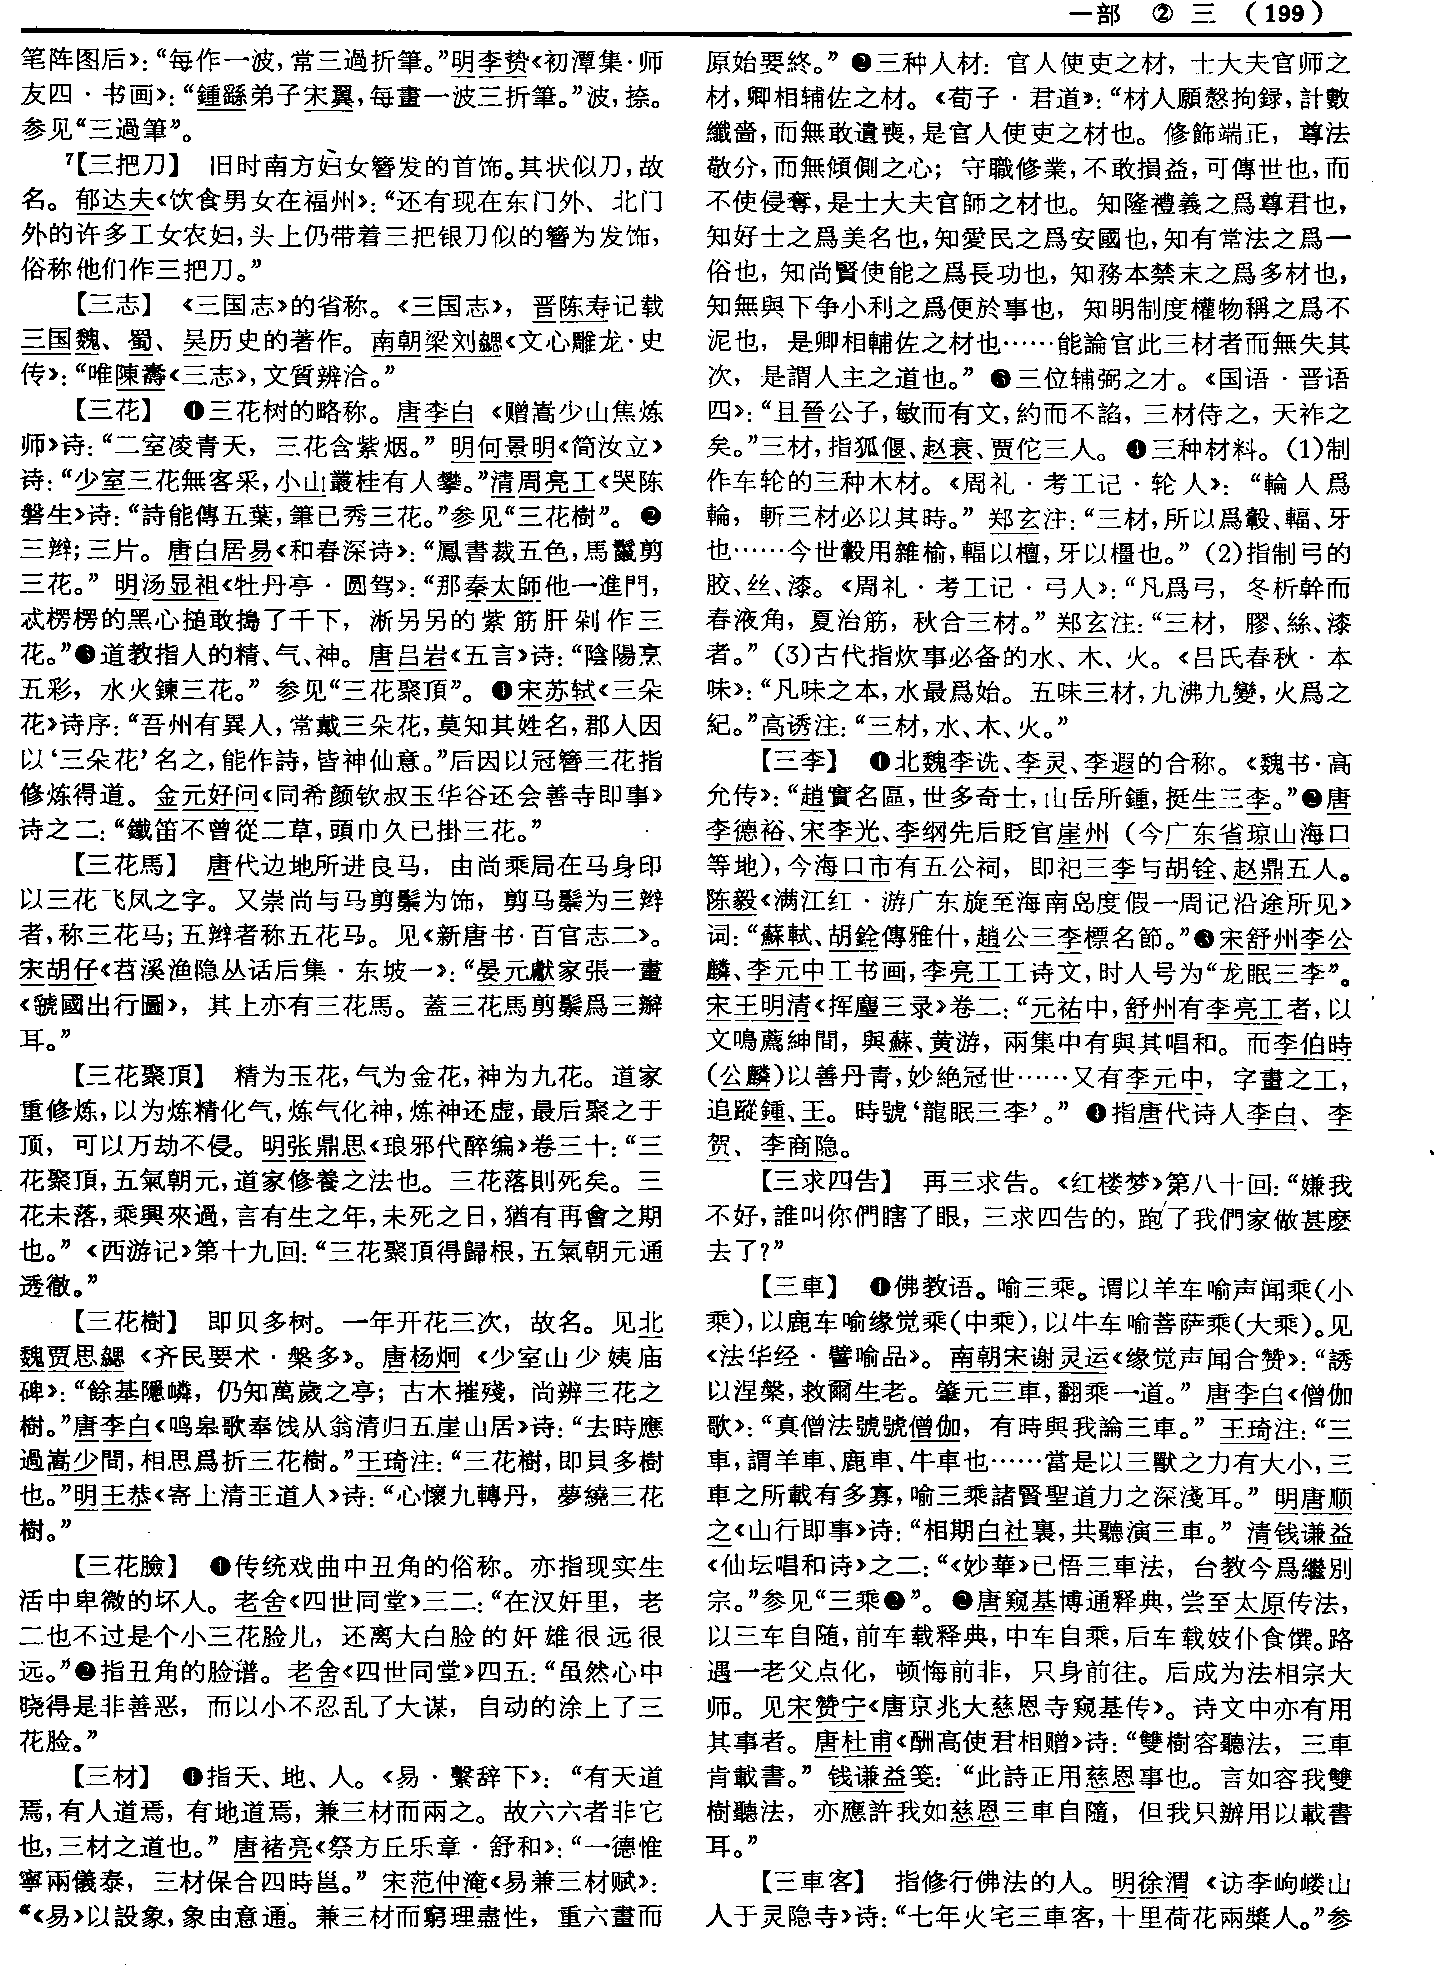 一部 ② 三 （199）
笔阵图后》：“每作一波，常三過折筆。”明李贽《初潭集·师
友四·书画》：“鍾繇弟子宋翼，每畫一波三折筆。”波，捺。
参见“三過筆”。
7【三把刀】 旧时南方妇女簪发的首饰。其状似刀，故
名。郁达夫《饮食男女在福州》：“还有现在东门外、北门
外的许多工女农妇，头上仍带着三把银刀似的簪为发饰，
俗称他们作三把刀。”
【三志】 《三国志》的省称。《三国志》，晋陈寿记载
三国魏、蜀、吴历史的著作。南朝梁刘勰《文心雕龙·史
传》：“唯陳壽《三志》，文質辨洽。”
【三花】 ❶三花树的略称。唐李白《赠嵩少山焦炼
师》诗：“二室凌青天，三花含紫烟。”明何景明《简汝立》
诗：“少室三花無客采，小山叢桂有人攀。”清周亮工《哭陈
磐生》诗：“詩能傳五葉，筆已秀三花。”参见“三花樹”。❷
三辫；三片。唐白居易《和春深诗》：“鳳書裁五色，馬鬣剪
三花。”明汤显祖《牡丹亭·圆驾》：“那秦太師他一進門，
忒楞楞的黑心搥敢搗了千下，淅另另的紫筋肝剁作三
花。”❸道教指人的精、气、神。唐吕岩《五言》诗：“陰陽烹
五彩，水火鍊三花。”参见“三花聚頂”。❹宋苏轼《三朵
花》诗序：“吾州有異人，常戴三朵花，莫知其姓名，郡人因
以‘三朵花’名之，能作詩，皆神仙意。”后因以冠簪三花指
修炼得道。金元好问《同希颜钦叔玉华谷还会善寺即事》
诗之二：“鐵笛不曾從二草，頭巾久已掛三花。”
【三花馬】 唐代边地所进良马，由尚乘局在马身印
以三花飞凤之字。又崇尚与马剪鬃为饰，剪马鬃为三辫
者，称三花马；五辫者称五花马。见《新唐书·百官志二》。
宋胡仔《苕溪渔隐丛话后集·东坡一》：“晏元獻家張一畫
《虢國出行圖》，其上亦有三花馬。蓋三花馬剪鬃爲三辮
耳。”
【三花聚頂】 精为玉花，气为金花，神为九花。道家
重修炼，以为炼精化气，炼气化神，炼神还虚，最后聚之于
顶，可以万劫不侵。明张鼎思《琅邪代醉编》卷三十：“三
花聚頂，五氣朝元，道家修養之法也。三花落則死矣。三
花未落，乘興來過，言有生之年，未死之日，猶有再會之期
也。”《西游记》第十九回：“三花聚頂得歸根，五氣朝元通
透徹。”
【三花樹】 即贝多树。一年开花三次，故名。见北
魏贾思勰《齐民要术·槃多》。唐杨炯《少室山少姨庙
碑》：“餘基隱嶙，仍知萬歲之亭；古木摧殘，尚辨三花之
樹。”唐李白《鸣皋歌奉饯从翁清归五崖山居》诗：“去時應
過嵩少間，相思爲折三花樹。”王琦注：“三花樹，即貝多樹
也。”明王恭《寄上清王道人》诗：“心懷九轉丹，夢繞三花
樹。”
【三花臉】 ❶传统戏曲中丑角的俗称。亦指现实生
活中卑微的坏人。老舍《四世同堂》三二：“在汉奸里，老
二也不过是个小三花脸儿，还离大白脸的奸雄很远很
远。”❷指丑角的脸谱。老舍《四世同堂》四五：“虽然心中
晓得是非善恶，而以小不忍乱了大谋，自动的涂上了三
花脸。”
【三材】 ❶指天、地、人。《易·繫辞下》：“有天道
焉，有人道焉，有地道焉，兼三材而兩之。故六六者非它
也，三材之道也。”唐褚亮《祭方丘乐章·舒和》：“一德惟
寧兩儀泰，三材保合四時邕。”宋范仲淹《易兼三材赋》：
“《易》以設象，象由意通。兼三材而窮理盡性，重六畫而
原始要終。”❷三种人材：官人使吏之材，士大夫官师之
材，卿相辅佐之材。《荀子·君道》：“材人願慤拘録，計數
纖嗇，而無敢遺喪，是官人使吏之材也。修飾端正，尊法
敬分，而無傾側之心；守職修業，不敢損益，可傳世也，而
不使侵奪，是士大夫官師之材也。知隆禮義之爲尊君也，
知好士之爲美名也，知愛民之爲安國也，知有常法之爲一
俗也，知尚賢使能之爲長功也，知務本禁末之爲多材也，
知無與下争小利之爲便於事也，知明制度權物稱之爲不
泥也，是卿相輔佐之材也……能論官此三材者而無失其
次，是謂人主之道也。”❸三位辅弼之才。《国语·晋语
四》：“且晉公子，敏而有文，約而不諂，三材侍之，天祚之
矣。”三材，指狐偃、赵衰、贾佗三人。❹三种材料。(1)制
作车轮的三种木材。《周礼·考工记·轮人》：“輪人爲
輪，斬三材必以其時。”郑玄注：“三材，所以爲轂、輻、牙
也……今世轂用雜榆，輻以檀，牙以橿也。”(2)指制弓的
胶、丝、漆。《周礼·考工记·弓人》：“凡爲弓，冬析幹而
春液角，夏治筋，秋合三材。”郑玄注：“三材，膠、絲、漆
者。”(3)古代指炊事必备的水、木、火。《吕氏春秋·本
味》：“凡味之本，水最爲始。五味三材，九沸九變，火爲之
紀。”高诱注：“三材，水、木、火。”
【三李】 ❶北魏李诜、李灵、李遐的合称。《魏书·高
允传》：“趙實名區，世多奇士，山岳所鍾，挺生三李。”❷唐
李德裕、宋李光、李纲先后贬官崖州（今广东省琼山海口
等地），今海口市有五公祠，即祀三李与胡铨、赵鼎五人。
陈毅《满江红·游广东旋至海南岛度假一周记沿途所见》
词：“蘇軾、胡銓傳雅什，趙公三李標名節。”❸宋舒州李公
麟、李元中工书画，李亮工工诗文，时人号为“龙眠三李”。
宋王明清《挥麈三录》卷二：“元祐中，舒州有李亮工者，以
文鳴薦紳間，與蘇、黄游，兩集中有與其唱和。而李伯時
(公麟)以善丹青，妙絶冠世……又有李元中，字畫之工，
追蹤鍾、王。時號‘龍眠三李’。”❹指唐代诗人李白、李
贺、李商隐。
【三求四告】 再三求告。《红楼梦》第八十回：“嫌我
不好，誰叫你們瞎了眼，三求四告的，跑了我們家做甚麽
去了？”
【三車】 ❶佛教语。喻三乘。谓以羊车喻声闻乘(小
乘)，以鹿车喻缘觉乘(中乘)，以牛车喻菩萨乘(大乘)。见
《法华经·譬喻品》。南朝宋谢灵运《缘觉声闻合赞》：“誘
以涅槃，救爾生老。肇元三車，翻乘一道。”唐李白《僧伽
歌》：“真僧法號號僧伽，有時與我論三車。”王琦注：“三
車，謂羊車、鹿車、牛車也……當是以三獸之力有大小，三
車之所載有多寡，喻三乘諸賢聖道力之深淺耳。”明唐顺
之《山行即事》诗：“相期白社裏，共聽演三車。”清钱谦益
《仙坛唱和诗》之二：“《妙華》已悟三車法，台教今爲繼別
宗。”参见“三乘❷”。❷唐窥基博通释典，尝至太原传法，
以三车自随，前车载释典，中车自乘，后车载妓仆食馔。路
遇一老父点化，顿悔前非，只身前往。后成为法相宗大
师。见宋赞宁《唐京兆大慈恩寺窥基传》。诗文中亦有用
其事者。唐杜甫《酬高使君相赠》诗：“雙樹容聽法，三車
肯載書。”钱谦益笺：“此詩正用慈恩事也。言如容我雙
樹聽法，亦應許我如慈恩三車自隨，但我只辦用以載書
耳。”
【三車客】 指修行佛法的人。明徐渭《访李岣嵝山
人于灵隐寺》诗：“七年火宅三車客，十里荷花兩槳人。”参